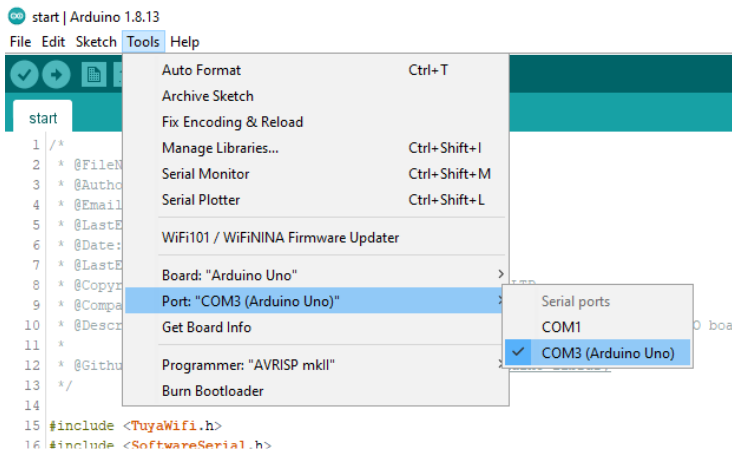 start | Arduino 1.8.13
File Edit Sketch Tools Help
Auto Format Ctrl+T
Archive Sketch
Fix Encoding & Reload
Manage Libraries... Ctrl+Shift+I
Serial Monitor Ctrl+Shift+M
Serial Plotter Ctrl+Shift+L
WiFi101 / WiFiNINA Firmware Updater
Board: "Arduino Uno"
Port: "COM3 (Arduino Uno)"
Get Board Info
Programmer: "AVRISP mkII"
Burn Bootloader
Serial ports
COM1
COM3 (Arduino Uno)
start
1 /*
2 * @FileN
3 * @Autho
4 * @Email
5 * @LastE
6 * @Date:
7 * @LastE
8 * @Copyr LTD
9 * @Compa
10 * @Descr O boa
11 *
12 * @Githu
13 */
14
15 #include <TuyaWifi.h>
16 #include <SoftwareSerial.h>